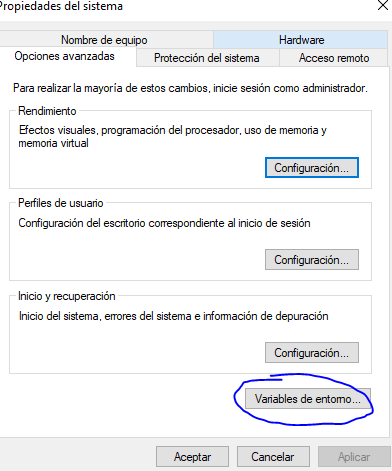 Propiedades del sistema
Nombre de equipo
Hardware
Opciones avanzadas
Protección del sistema
Acceso remoto
Para realizar la mayoría de estos cambios, inicie sesión como administrador.
Rendimiento
Efectos visuales, programación del procesador, uso de memoria y
memoria virtual
Configuración...
Perfiles de usuario
Configuración del escritorio correspondiente al inicio de sesión
Configuración...
Inicio y recuperación
Inicio del sistema, errores del sistema e información de depuración
Configuración...
Variables de entorno...
Aceptar
Cancelar
Aplicar